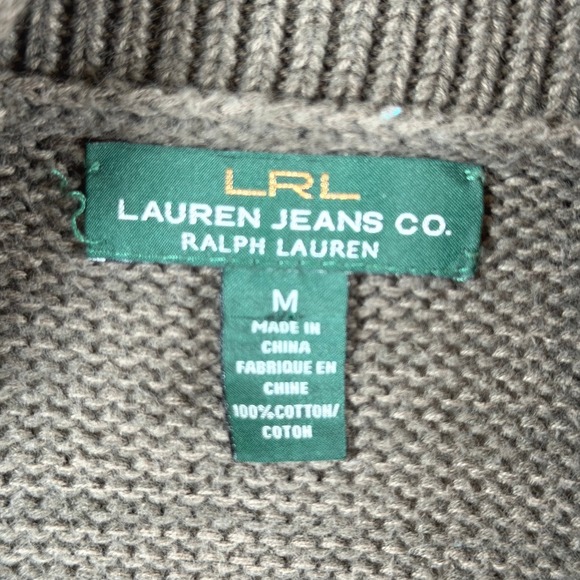 LRL
LAUREN JEANS CO.
RALPH LAUREN
M
MADE IN
CHINA
FABRIQUE EN
CHINE
100%COTTON/
COTON